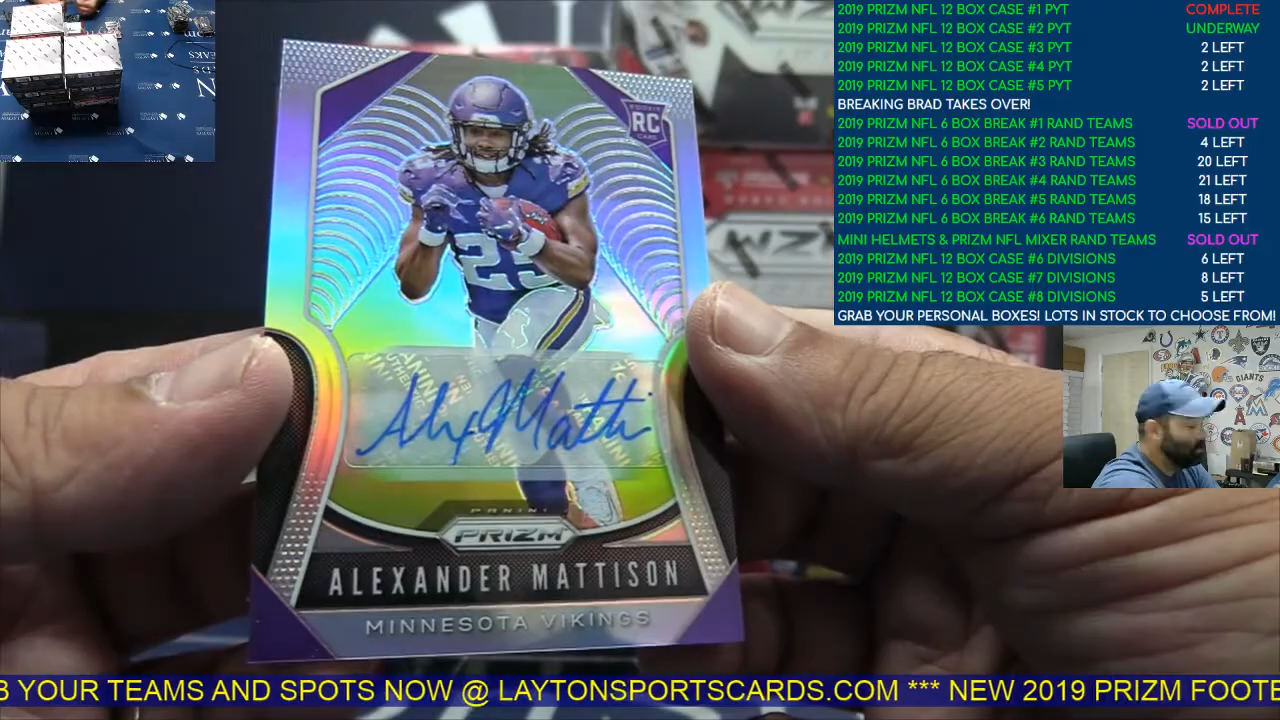 2019 PRIZM NFL 12 BOX CASE #1 PYT COMPLETE
2019 PRIZM NFL 12 BOX CASE #2 PYT UNDERWAY
2019 PRIZM NFL 12 BOX CASE #3 PYT 2 LEFT
2019 PRIZM NFL 12 BOX CASE #4 PYT 2 LEFT
2019 PRIZM NFL 12 BOX CASE #5 PYT 2 LEFT
BREAKING BRAD TAKES OVER!
2019 PRIZM NFL 6 BOX BREAK #1 RAND TEAMS SOLD OUT
2019 PRIZM NFL 6 BOX BREAK #2 RAND TEAMS 4 LEFT
2019 PRIZM NFL 6 BOX BREAK #3 RAND TEAMS 20 LEFT
2019 PRIZM NFL 6 BOX BREAK #4 RAND TEAMS 21 LEFT
2019 PRIZM NFL 6 BOX BREAK #5 RAND TEAMS 18 LEFT
2019 PRIZM NFL 6 BOX BREAK #6 RAND TEAMS 15 LEFT
MINI HELMETS & PRIZM NFL MIXER RAND TEAMS SOLD OUT
2019 PRIZM NFL 12 BOX CASE #6 DIVISIONS 6 LEFT
2019 PRIZM NFL 12 BOX CASE #7 DIVISIONS 8 LEFT
2019 PRIZM NFL 12 BOX CASE #8 DIVISIONS 5 LEFT
GRAB YOUR PERSONAL BOXES! LOTS IN STOCK TO CHOOSE FROM!
ROOKIE
RC
CARD
25
Alex Matti
PANINI
PRIZM
ALEXANDER MATTISON
MINNESOTA VIKINGS
GIANTS
B YOUR TEAMS AND SPOTS NOW @ LAYTONSPORTSCARDS.COM *** NEW 2019 PRIZM FOOTE